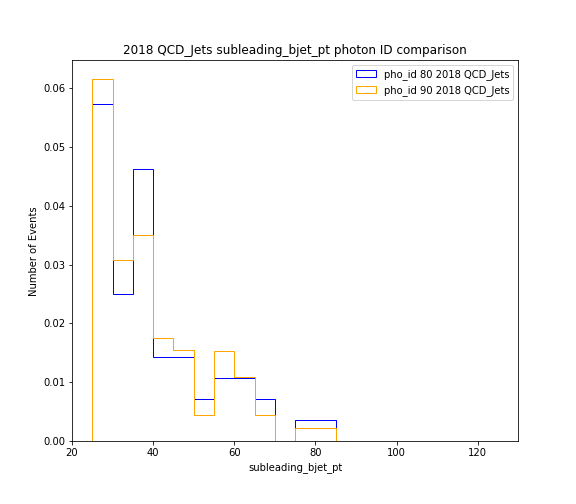 2018 QCD_Jets subleading_bjet_pt photon ID comparison
pho_id 80 2018 QCD_Jets
pho_id 90 2018 QCD_Jets
Number of Events
0.06
0.05
0.04
0.03
0.02
0.01
0.00
20 40 60 80 100 120
subleading_bjet_pt